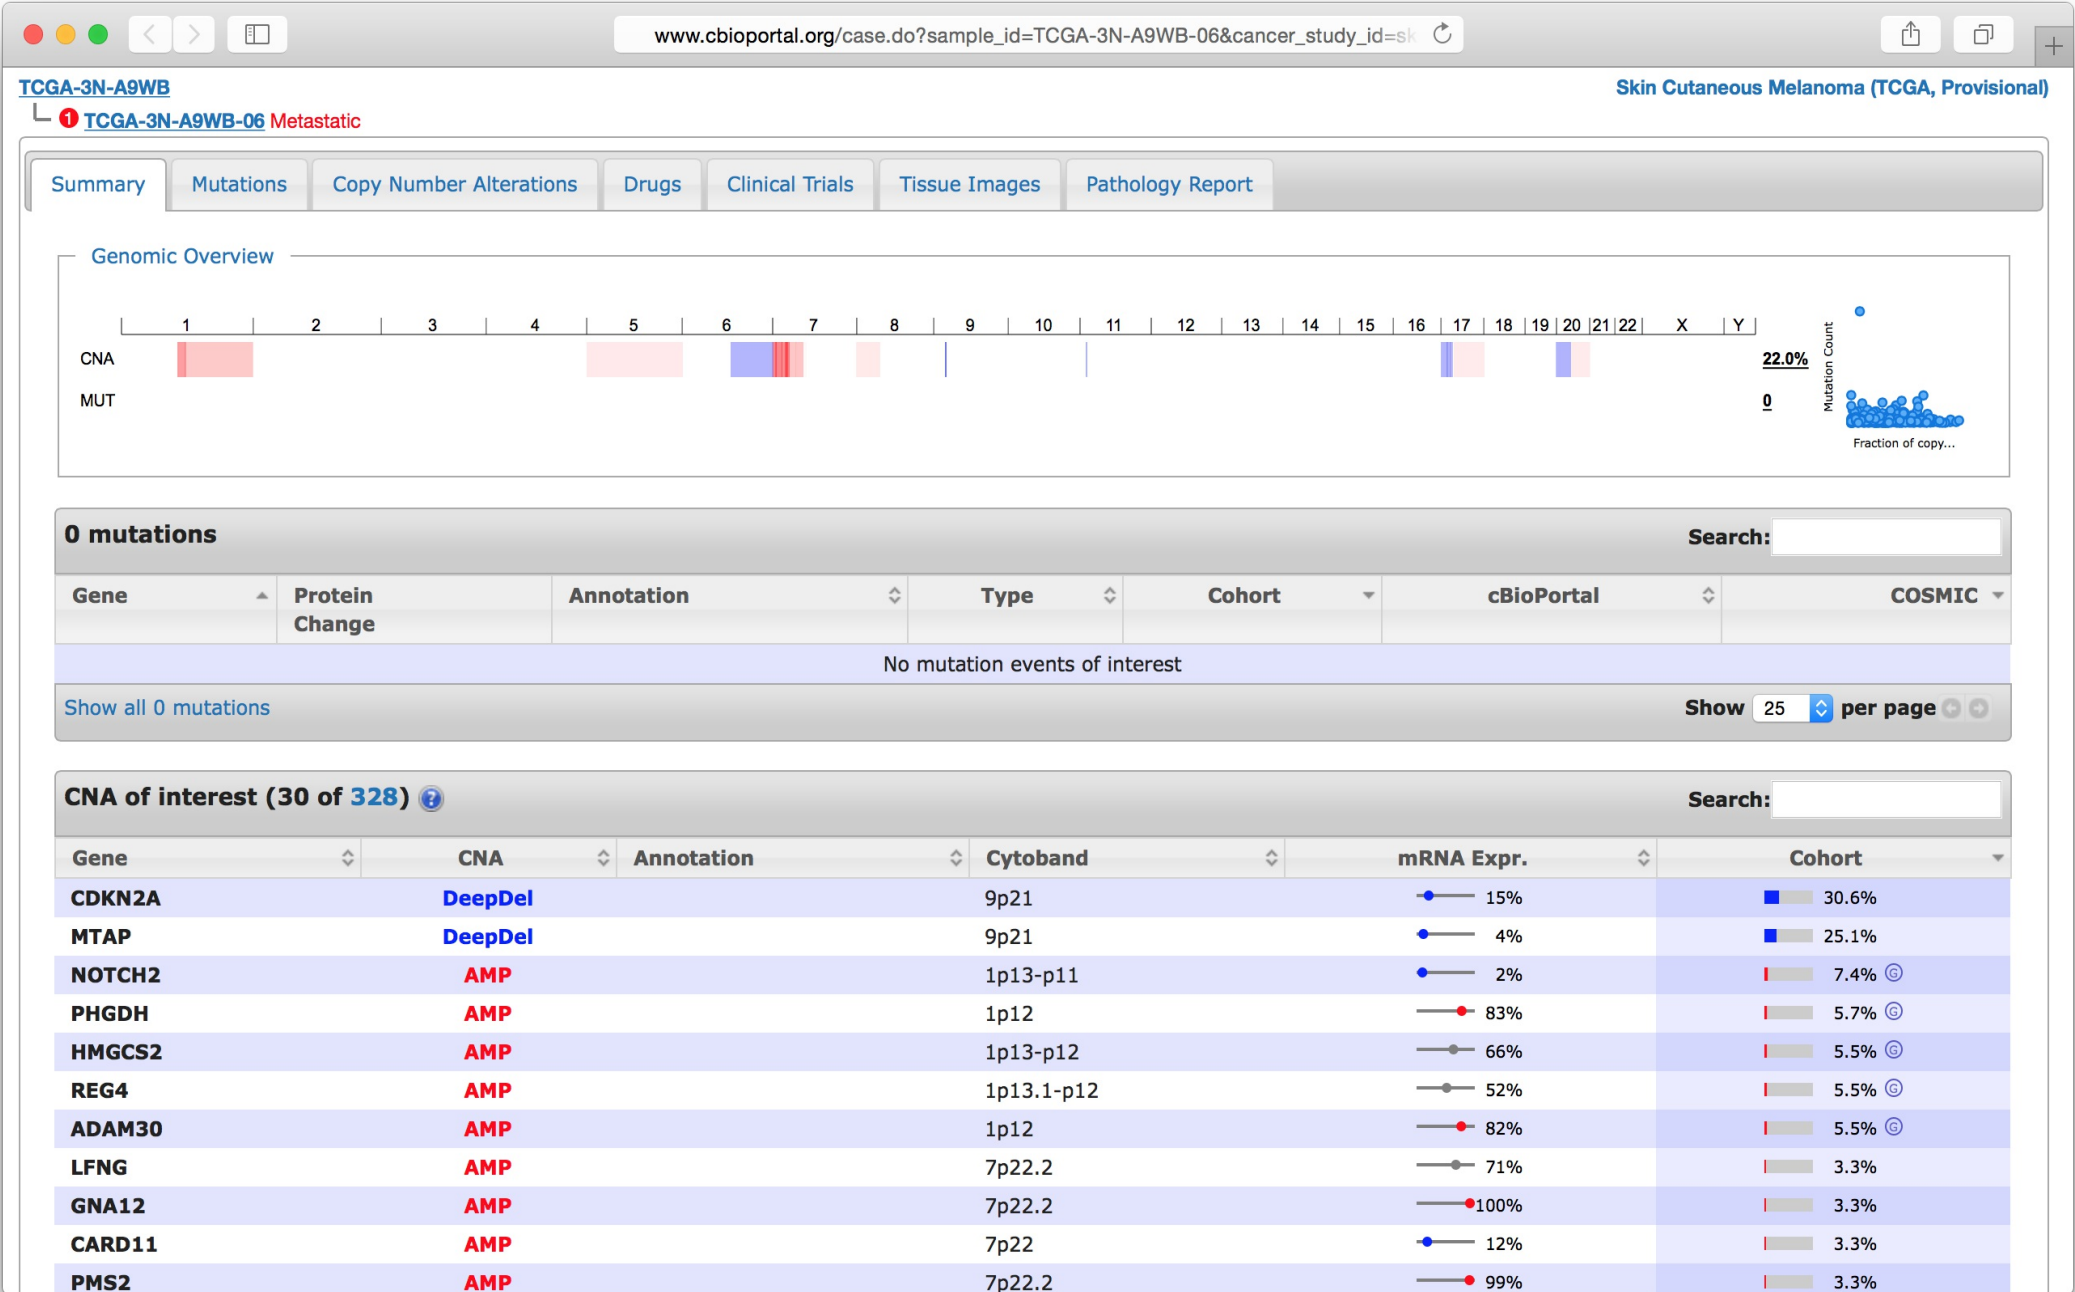 www.cbioportal.org/case.do?sample_id=TCGA-3N-A9WB-06&cancer_study_id=sk
TCGA-3N-A9WB
Skin Cutaneous Melanoma (TCGA, Provisional)
1 TCGA-3N-A9WB-06 Metastatic
Summary Mutations Copy Number Alterations Drugs Clinical Trials Tissue Images Pathology Report
Genomic Overview
1 2 3 4 5 6 7 8 9 10 11 12 13 14 15 16 17 18 19 20 21 22 X Y
CNA 22.0%
MUT 0
Mutation Count
Fraction of copy...
0 mutations Search:
Gene Protein Change Annotation Type Cohort cBioPortal COSMIC
No mutation events of interest
Show all 0 mutations Show 25 per page
CNA of interest (30 of 328) ? Search:
Gene CNA Annotation Cytoband mRNA Expr. Cohort
CDKN2A DeepDel 9p21 15% 30.6%
MTAP DeepDel 9p21 4% 25.1%
NOTCH2 AMP 1p13-p11 2% 7.4% G
PHGDH AMP 1p12 83% 5.7% G
HMGCS2 AMP 1p13-p12 66% 5.5% G
REG4 AMP 1p13.1-p12 52% 5.5% G
ADAM30 AMP 1p12 82% 5.5% G
LFNG AMP 7p22.2 71% 3.3%
GNA12 AMP 7p22.2 100% 3.3%
CARD11 AMP 7p22 12% 3.3%
PMS2 AMP 7p22.2 99% 3.3%